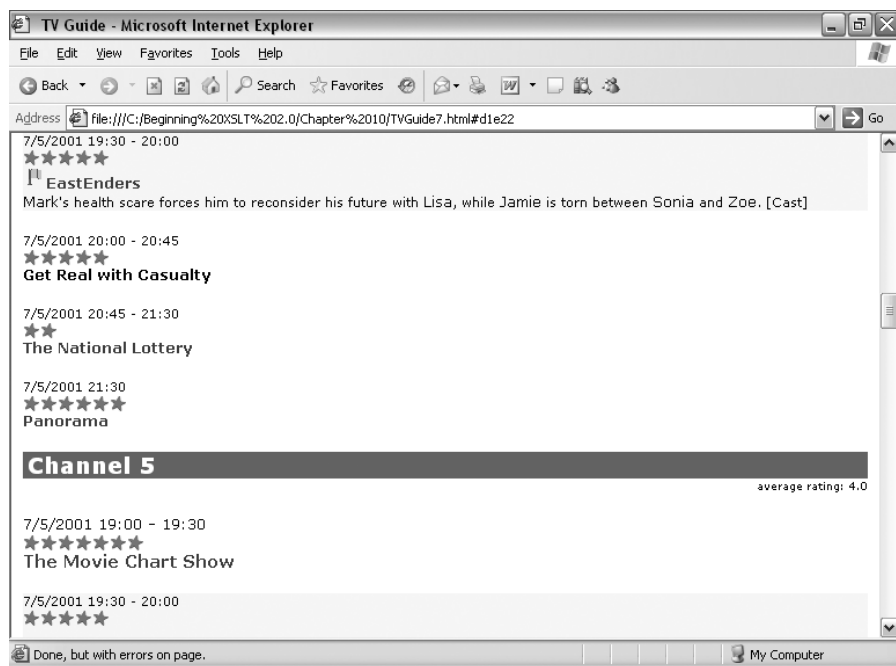 TV Guide - Microsoft Internet Explorer
File Edit View Favorites Tools Help
Back Search Favorites
Address file:///C:/Beginning%20XSLT%202.0/Chapter%2010/TVGuide7.html#d1e22 Go
7/5/2001 19:30 - 20:00
EastEnders
Mark's health scare forces him to reconsider his future with Lisa, while Jamie is torn between Sonia and Zoe. [Cast]
7/5/2001 20:00 - 20:45
Get Real with Casualty
7/5/2001 20:45 - 21:30
The National Lottery
7/5/2001 21:30
Panorama
Channel 5
average rating: 4.0
7/5/2001 19:00 - 19:30
The Movie Chart Show
7/5/2001 19:30 - 20:00
Done, but with errors on page. My Computer